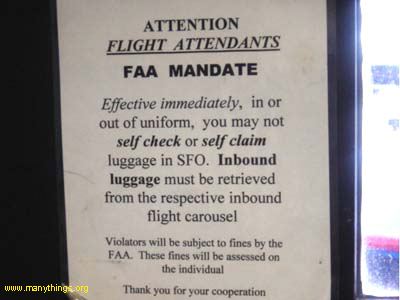 ATTENTION
FLIGHT ATTENDANTS
FAA MANDATE
Effective immediately, in or
out of uniform, you may not
self check or self claim
luggage in SFO. Inbound
luggage must be retrieved
from the respective inbound
flight carousel
Violators will be subject to fines by the
FAA. These fines will be assessed on
the individual
Thank you for your cooperation
www.manythings.org